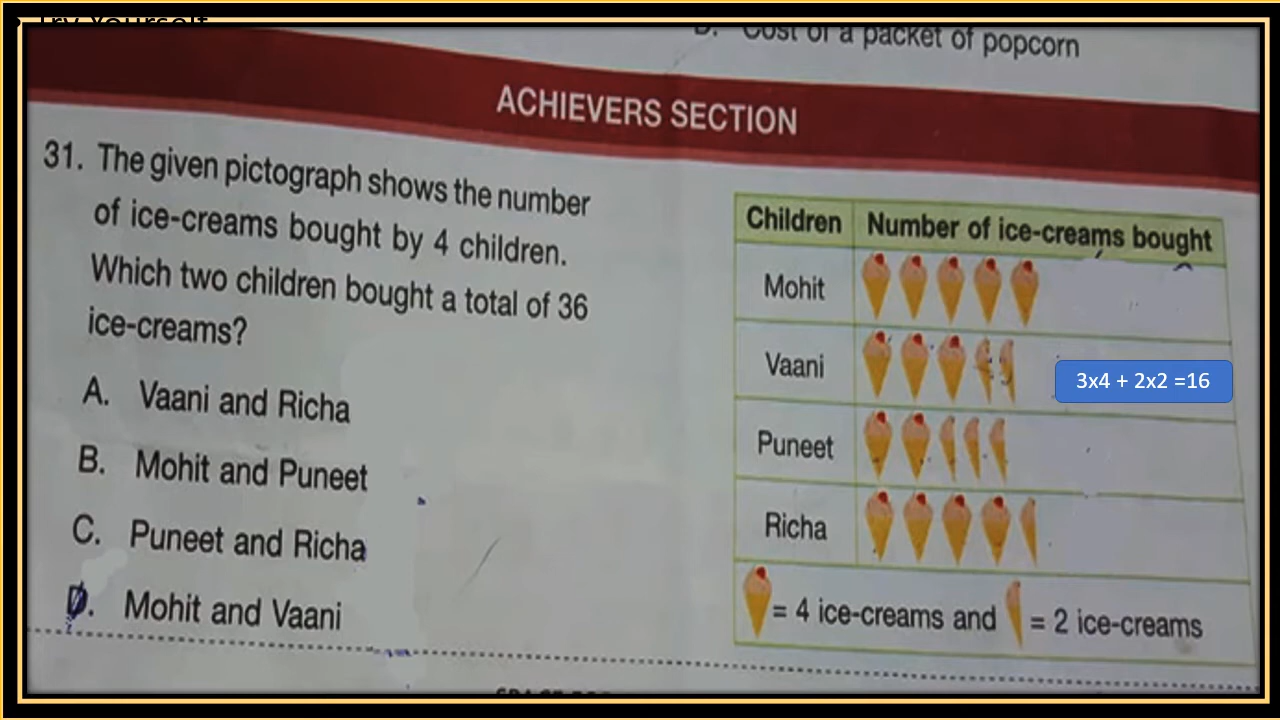 Try Yourself
D. Cost of a packet of popcorn
ACHIEVERS SECTION
31. The given pictograph shows the number
of ice-creams bought by 4 children.
Which two children bought a total of 36
ice-creams?
A. Vaani and Richa
B. Mohit and Puneet
C. Puneet and Richa
D. Mohit and Vaani
Children Number of ice-creams bought
Mohit
Vaani
3x4 + 2x2 =16
Puneet
Richa
= 4 ice-creams and = 2 ice-creams